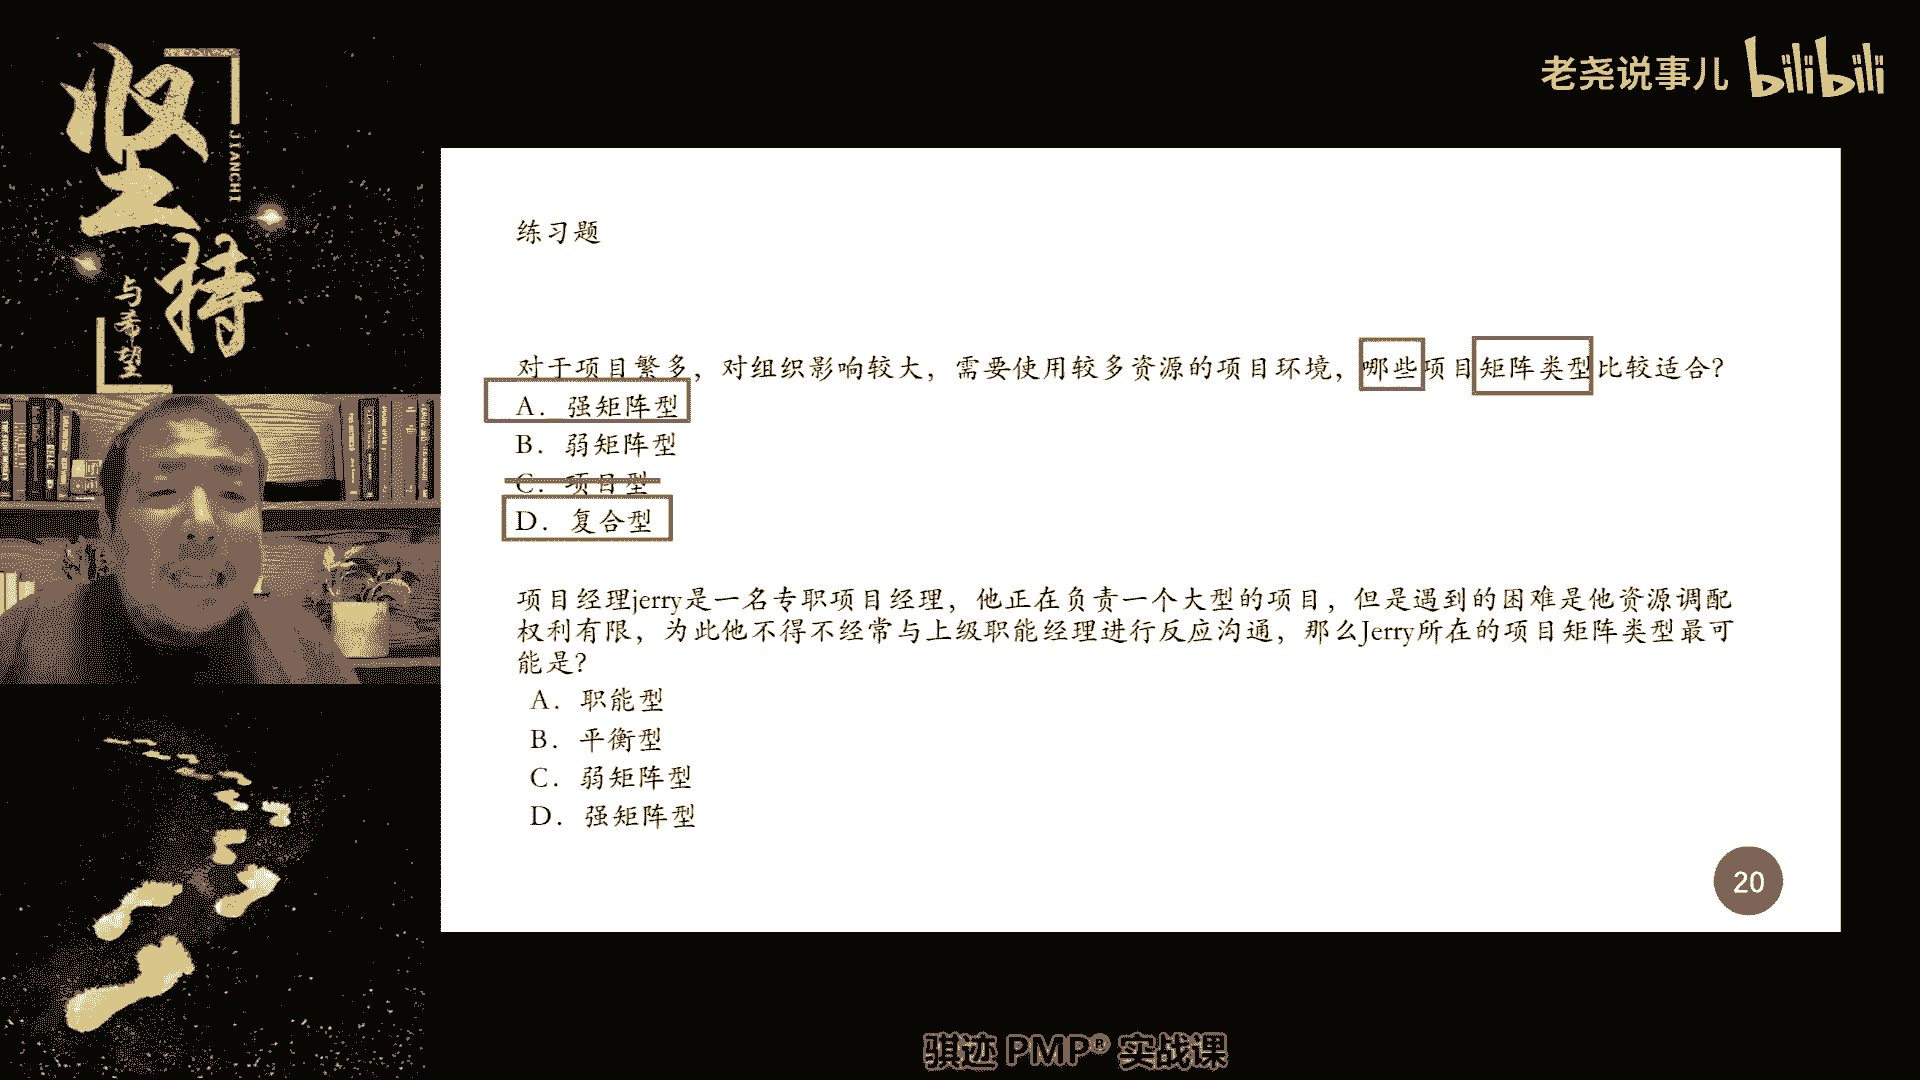 坚持
JIANCHI
与希望
老尧说事儿 bilibili
练习题
对于项目繁多，对组织影响较大，需要使用较多资源的项目环境，哪些项目矩阵类型比较适合？
A. 强矩阵型
B. 弱矩阵型
C. 项目型
D. 复合型
项目经理jerry是一名专职项目经理，他正在负责一个大型的项目，但是遇到的困难是他资源调配
权利有限，为此他不得不经常与上级职能经理进行反应沟通，那么Jerry所在的项目矩阵类型最可
能是？
A. 职能型
B. 平衡型
C. 弱矩阵型
D. 强矩阵型
20
骐迹 PMP® 实战课